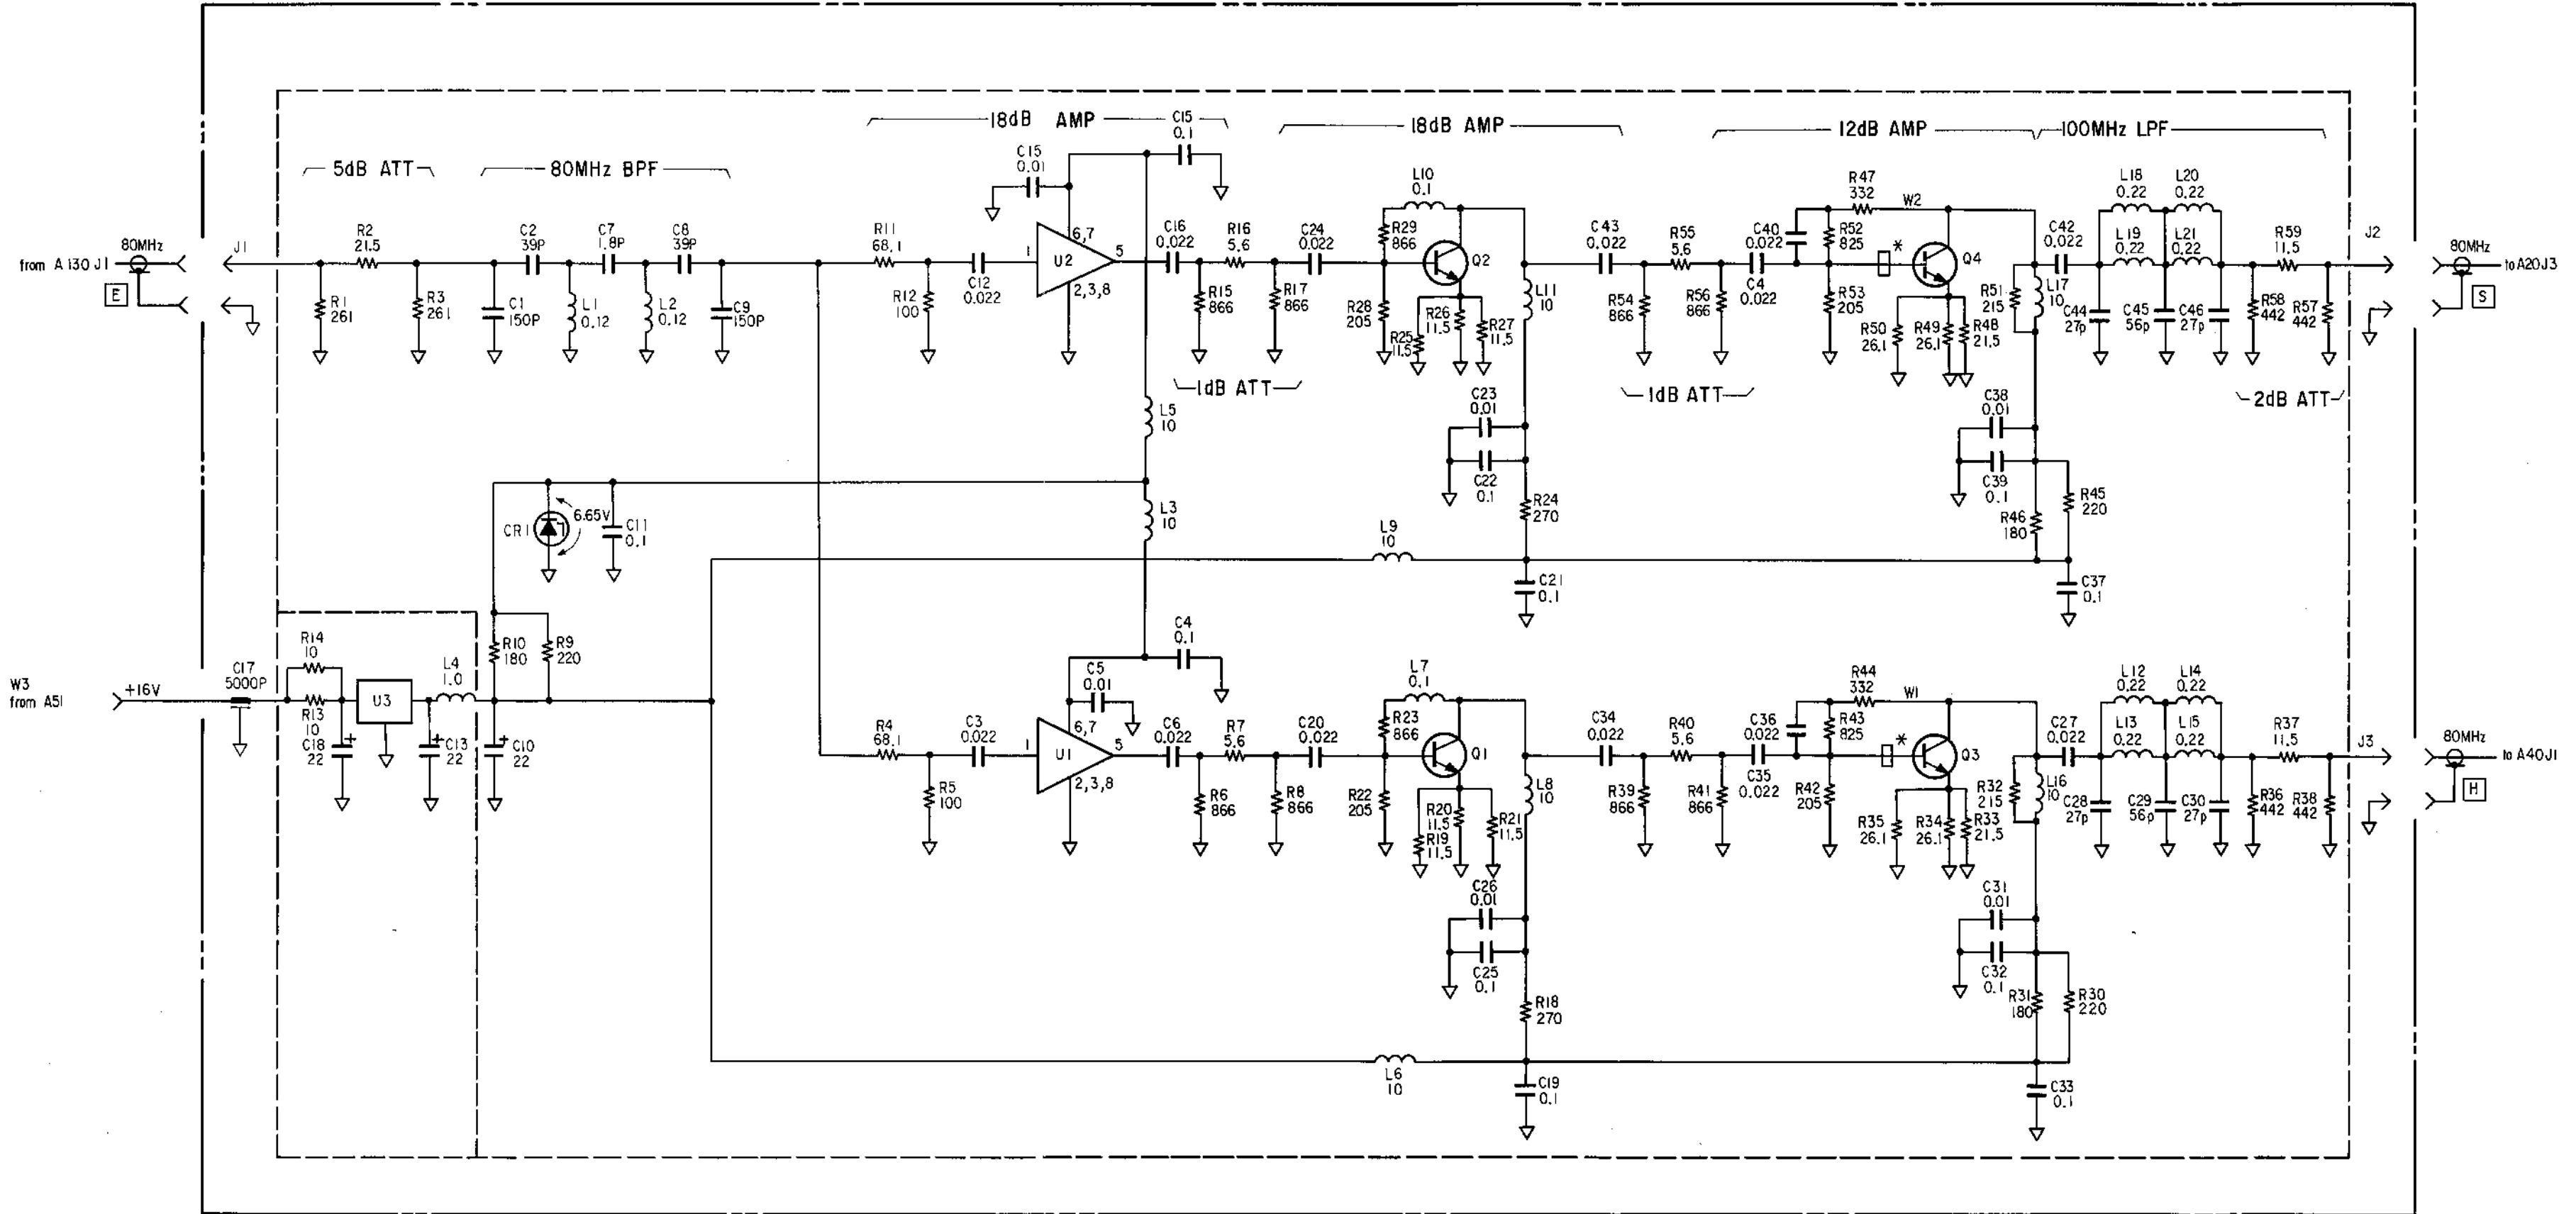 18dB AMP
C15
0.1
18dB AMP
12dB AMP
100MHz LPF
5dB ATT
80MHz BPF
C15
0.01
L10
0.1
R47
332
W2
L18
0.22
L20
0.22
from A130 J1
80MHz
E
J1
R2
21.5
C2
39P
C7
1.8P
C8
39P
R11
68.1
1
U2
6,7
5
2,3,8
C16
0.022
R16
5.6
C24
0.022
R29
866
Q2
C43
0.022
R55
5.6
C40
0.022
R52
825
*
Q4
C42
0.022
L19
0.22
L21
0.22
R59
11.5
J2
80MHz
to A20J3
S
R1
261
R3
261
C1
150P
L1
0.12
L2
0.12
C9
150P
R12
100
C12
0.022
R15
866
R17
866
R28
205
R25
11.5
R26
11.5
R27
11.5
L11
10
R54
866
R56
866
C4
0.022
R53
205
R50
26.1
R49
26.1
R48
21.5
R51
215
L17
10
C44
27p
C45
56p
C46
27p
R58
442
R57
442
1dB ATT
1dB ATT
2dB ATT
L5
10
C23
0.01
C22
0.1
R24
270
C38
0.01
C39
0.1
R46
180
R45
220
CR1
6.65V
C11
0.1
L3
10
L9
10
C21
0.1
C37
0.1
W3
from A51
+16V
C17
5000P
R14
10
R13
10
C18
22
+
U3
L4
1.0
C13
22
+
C10
22
+
R10
180
R9
220
C4
0.1
C5
0.01
L7
0.1
R44
332
W1
L12
0.22
L14
0.22
R4
68.1
R5
100
C3
0.022
1
U1
6,7
5
2,3,8
C6
0.022
R7
5.6
C20
0.022
R6
866
R8
866
R23
866
R22
205
Q1
R20
11.5
R19
11.5
R21
11.5
L8
10
C34
0.022
R40
5.6
R39
866
R41
866
C36
0.022
C35
0.022
R43
825
R42
205
*
Q3
R35
26.1
R34
26.1
R33
21.5
R32
215
L16
10
C27
0.022
L13
0.22
L15
0.22
C28
27p
C29
56p
C30
27p
R37
11.5
R36
442
R38
442
J3
80MHz
to A40J1
H
C26
0.01
C25
0.1
R18
270
C31
0.01
C32
0.1
R31
180
R30
220
L6
10
C19
0.1
C33
0.1